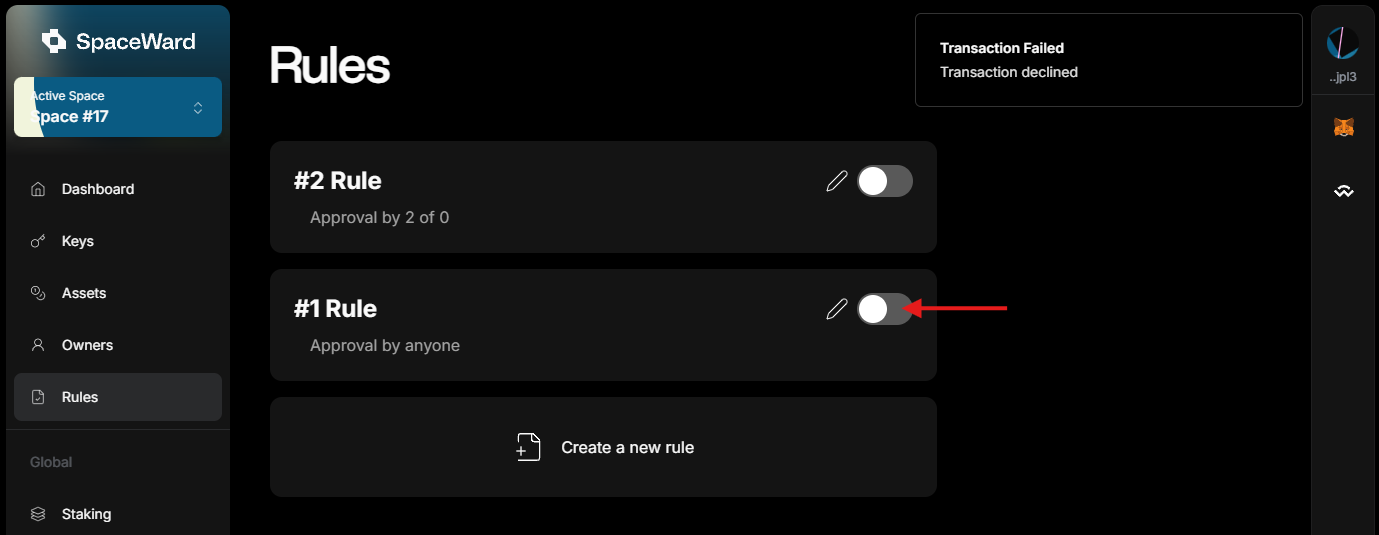 SpaceWard
Active Space
Space #17
Dashboard
Keys
Assets
Owners
Rules
Global
Staking
Rules
#2 Rule
Approval by 2 of 0
#1 Rule
Approval by anyone
Create a new rule
Transaction Failed
Transaction declined
..jpl3